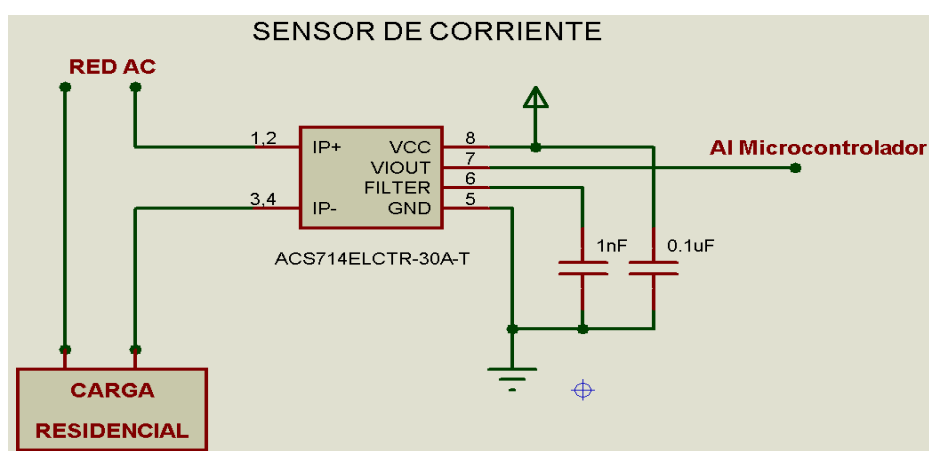 SENSOR DE CORRIENTE
RED AC
1,2
IP+
VCC
8
VIOUT
7
Al Microcontrolador
FILTER
6
3,4
IP-
GND
5
ACS714ELCTR-30A-T
1nF
0.1uF
CARGA
RESIDENCIAL